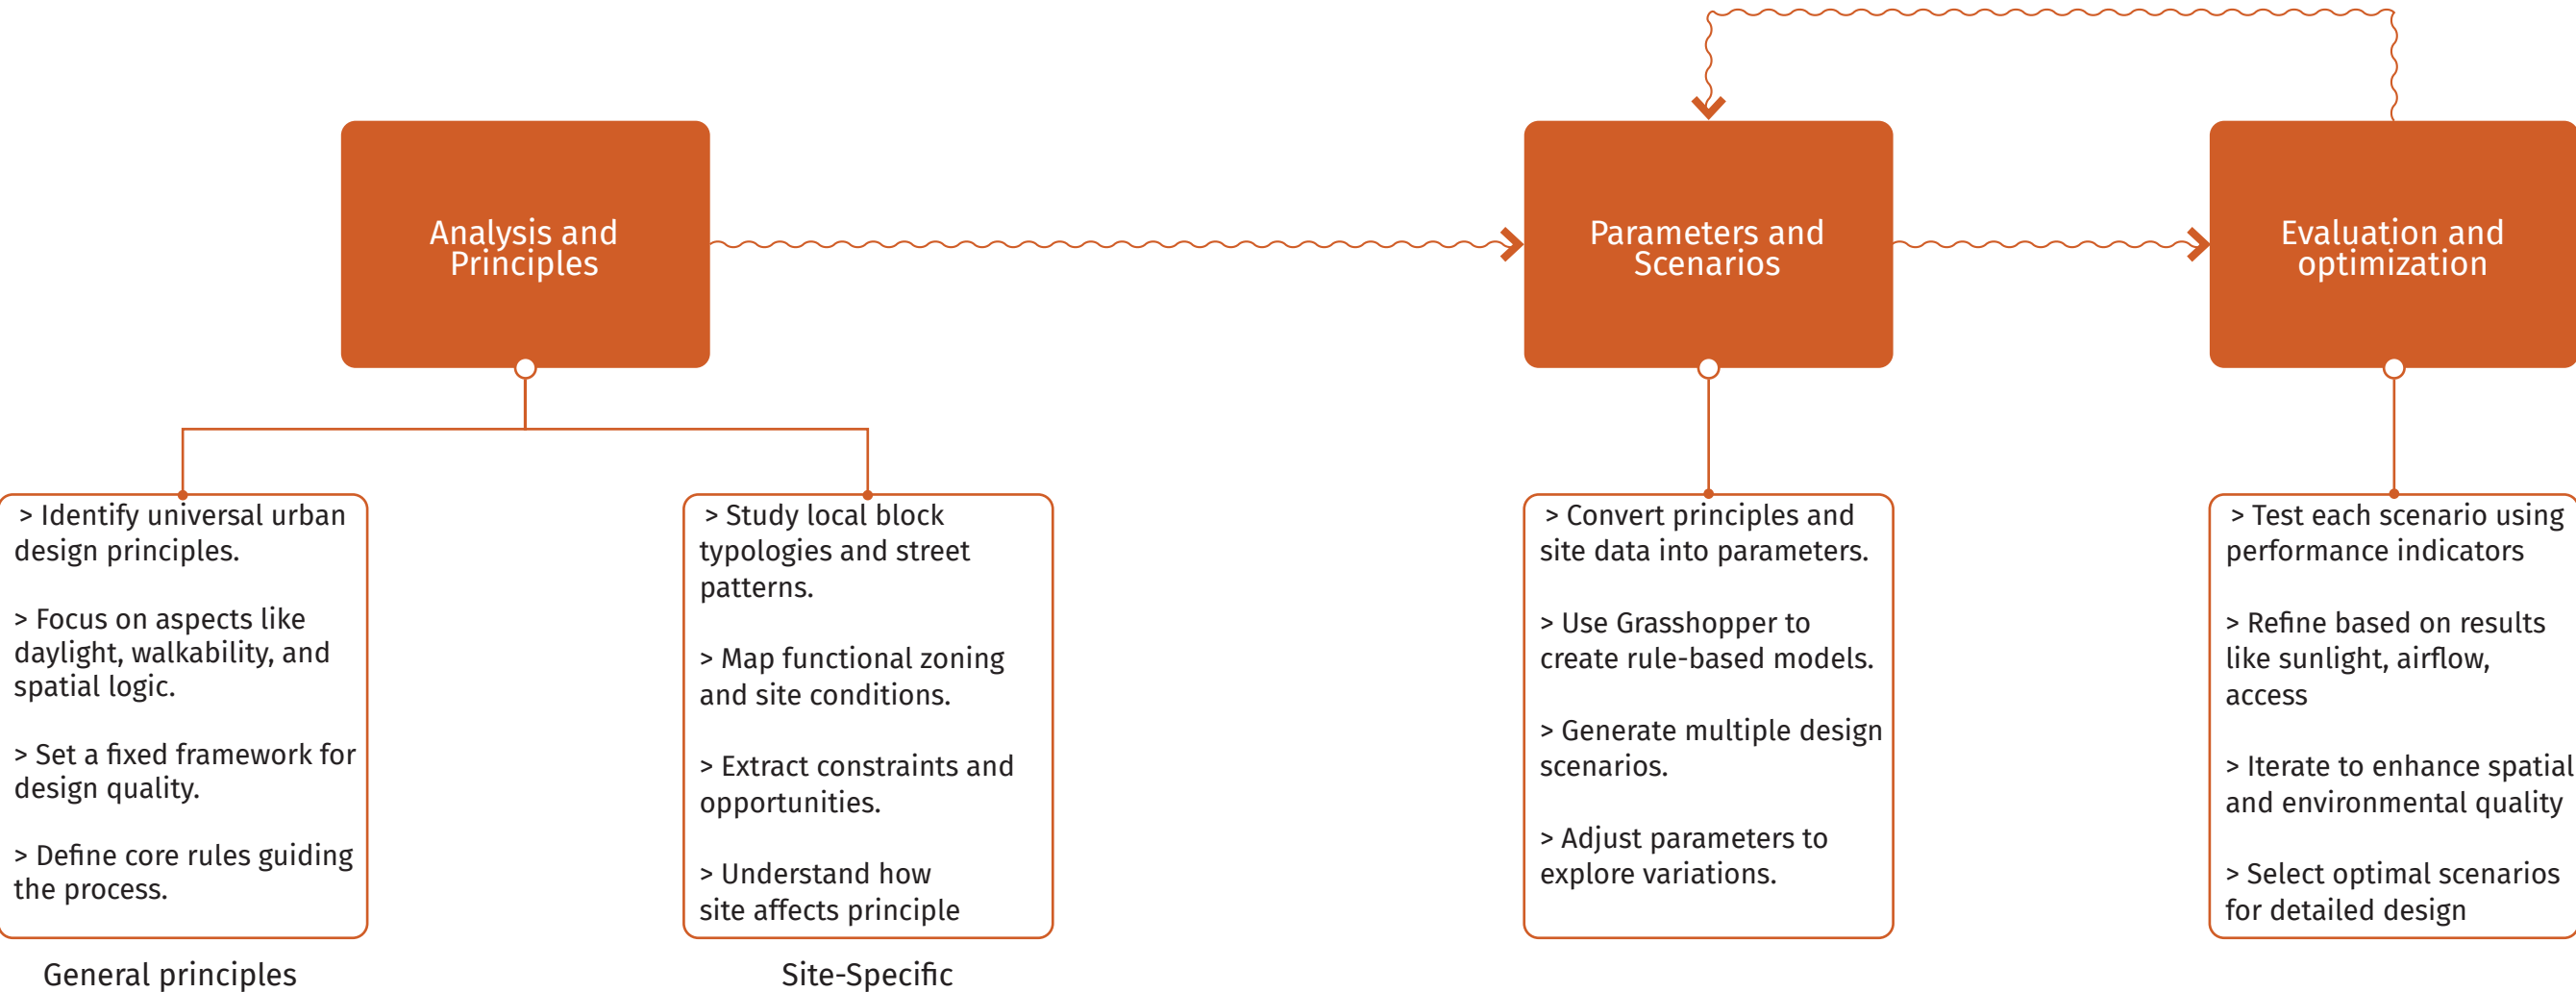 Analysis and
Principles
Parameters and
Scenarios
Evaluation and
optimization
> Identify universal urban
design principles.
> Focus on aspects like
daylight, walkability, and
spatial logic.
> Set a fixed framework for
design quality.
> Define core rules guiding
the process.
General principles
> Study local block
typologies and street
patterns.
> Map functional zoning
and site conditions.
> Extract constraints and
opportunities.
> Understand how
site affects principle
Site-Specific
> Convert principles and
site data into parameters.
> Use Grasshopper to
create rule-based models.
> Generate multiple design
scenarios.
> Adjust parameters to
explore variations.
> Test each scenario using
performance indicators
> Refine based on results
like sunlight, airflow,
access
> Iterate to enhance spatial
and environmental quality
> Select optimal scenarios
for detailed design